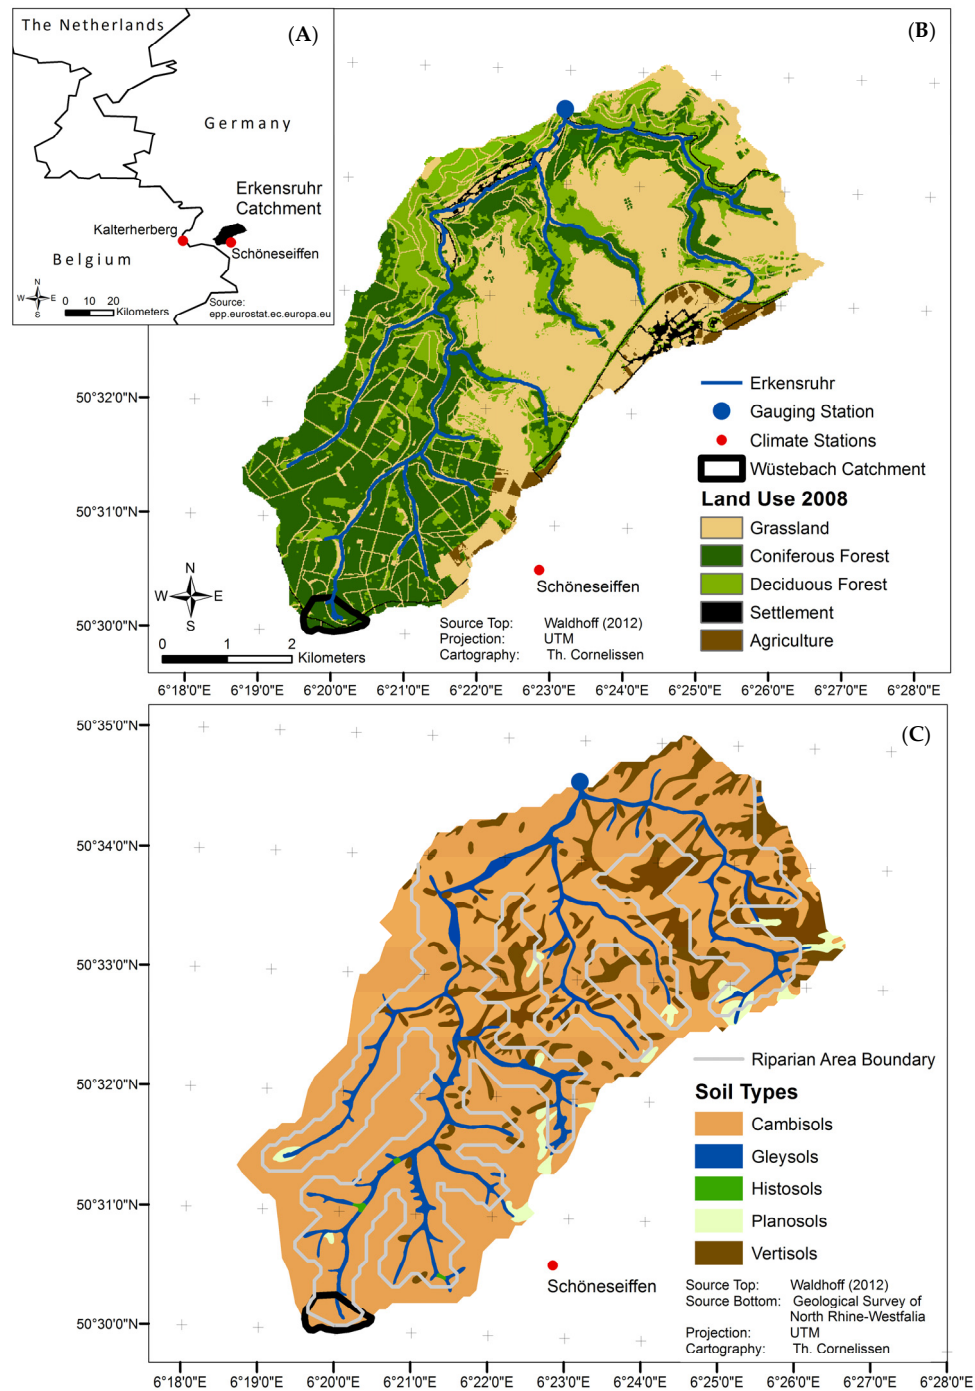 The Netherlands
(A)
Germany
Erkensruhr
Catchment
Kalterherberg
Schöneseiffen
Belgium
N
W E
S
0 10 20
Kilometers
Source:
epp.eurostat.ec.europa.eu
(B)
50°32'0"N
50°31'0"N
50°30'0"N
Erkensruhr
Gauging Station
Climate Stations
Wüstebach Catchment
Land Use 2008
Grassland
Coniferous Forest
Deciduous Forest
Settlement
Agriculture
Schöneseiffen
N
W E
S
0 1 2
Kilometers
Source Top: Waldhoff (2012)
Projection: UTM
Cartography: Th. Cornelissen
6°18'0"E 6°19'0"E 6°20'0"E 6°21'0"E 6°22'0"E 6°23'0"E 6°24'0"E 6°25'0"E 6°26'0"E 6°27'0"E 6°28'0"E
(C)
50°35'0"N
50°34'0"N
50°33'0"N
50°32'0"N
50°31'0"N
50°30'0"N
Riparian Area Boundary
Soil Types
Cambisols
Gleysols
Histosols
Planosols
Vertisols
Schöneseiffen
Source Top: Waldhoff (2012)
Source Bottom: Geological Survey of
North Rhine-Westfalia
Projection: UTM
Cartography: Th. Cornelissen
6°18'0"E 6°19'0"E 6°20'0"E 6°21'0"E 6°22'0"E 6°23'0"E 6°24'0"E 6°25'0"E 6°26'0"E 6°27'0"E 6°28'0"E